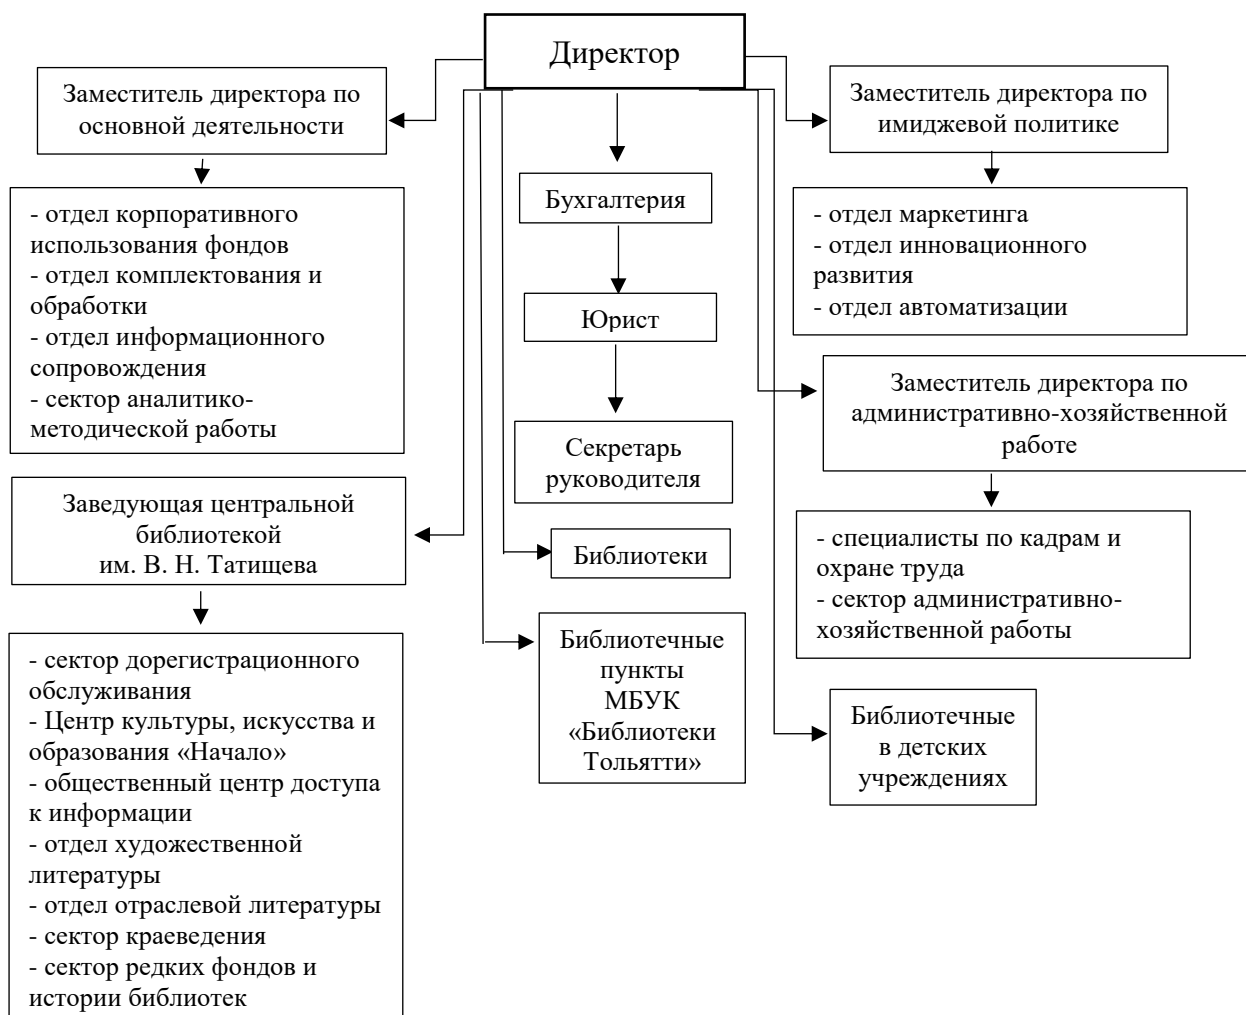 Директор
Заместитель директора по
основной деятельности
Заместитель директора по
имиджевой политике
- отдел корпоративного
использования фондов
- отдел комплектования и
обработки
- отдел информационного
сопровождения
- сектор аналитико-
методической работы
Бухгалтерия
Юрист
Секретарь
руководителя
- отдел маркетинга
- отдел инновационного
развития
- отдел автоматизации
Заместитель директора по
административно-хозяйственной
работе
Заведующая центральной
библиотекой
им. В. Н. Татищева
Библиотеки
- специалисты по кадрам и
охране труда
- сектор административно-
хозяйственной работы
- сектор дорегистрационного
обслуживания
- Центр культуры, искусства и
образования «Начало»
- общественный центр доступа
к информации
- отдел художественной
литературы
- отдел отраслевой литературы
- сектор краеведения
- сектор редких фондов и
истории библиотек
Библиотечные
пункты
МБУК
«Библиотеки
Тольятти»
Библиотечные
в детских
учреждениях